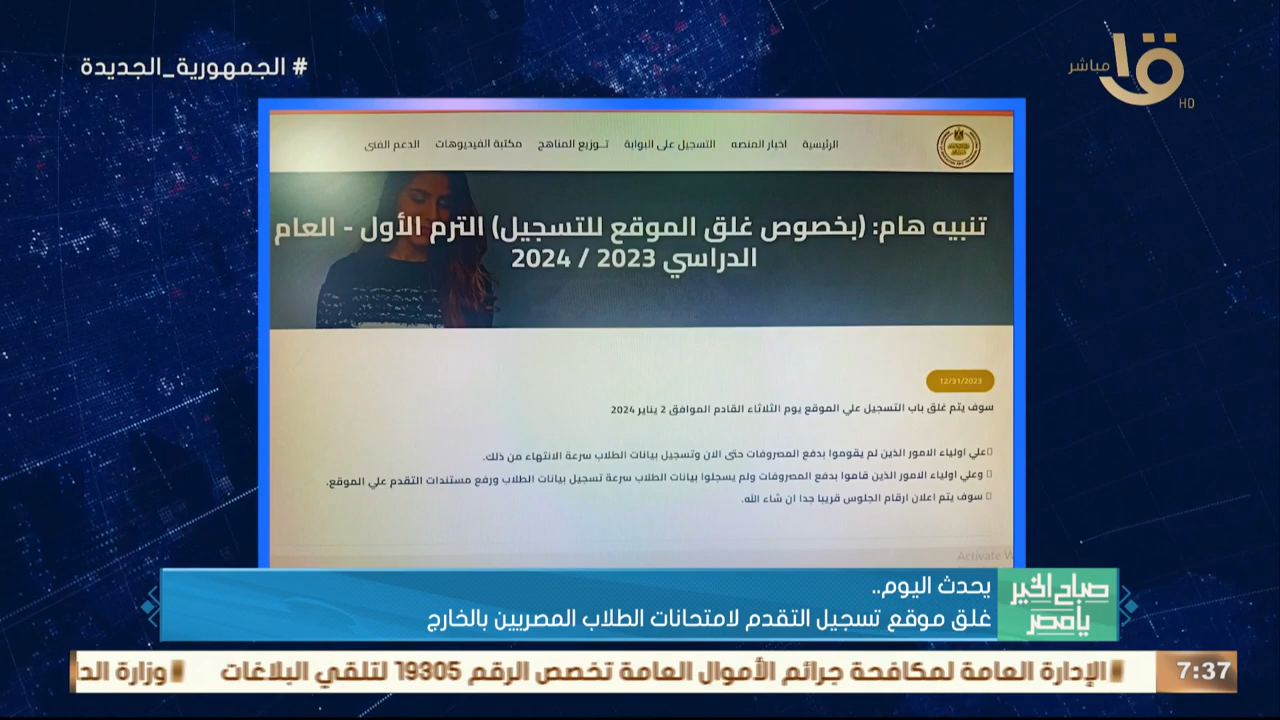 # الجمهورية_الجديدة
مباشر
HD
الرئيسية اخبار المنصه التسجيل على البوابة تــوزيع المناهج مكتبة الفيديوهات الدعم الفنى
تنبيه هام: (بخصوص غلق الموقع للتسجيل) الترم الأول - العام
الدراسي 2023 / 2024
12/31/2023
سوف يتم غلق باب التسجيل علي الموقع يوم الثلاثاء القادم الموافق 2 يناير 2024
علي اولياء الامور الذين لم يقوموا بدفع المصروفات حتى الان وتسجيل بيانات الطلاب سرعة الانتهاء من ذلك.
وعلي اولياء الامور الذين قاموا بدفع المصروفات ولم يسجلوا بيانات الطلاب سرعة تسجيل بيانات الطلاب ورفع مستندات التقدم علي الموقع.
سوف يتم اعلان ارقام الجلوس قريبا جدا ان شاء الله.
Activate W
صباح الخير
يا مصر
يحدث اليوم..
غلق موقع تسجيل التقدم لامتحانات الطلاب المصريين بالخارج
7:37
الإدارة العامة لمكافحة جرائم الأموال العامة تخصص الرقم 19305 لتلقي البلاغات وزارة الدا